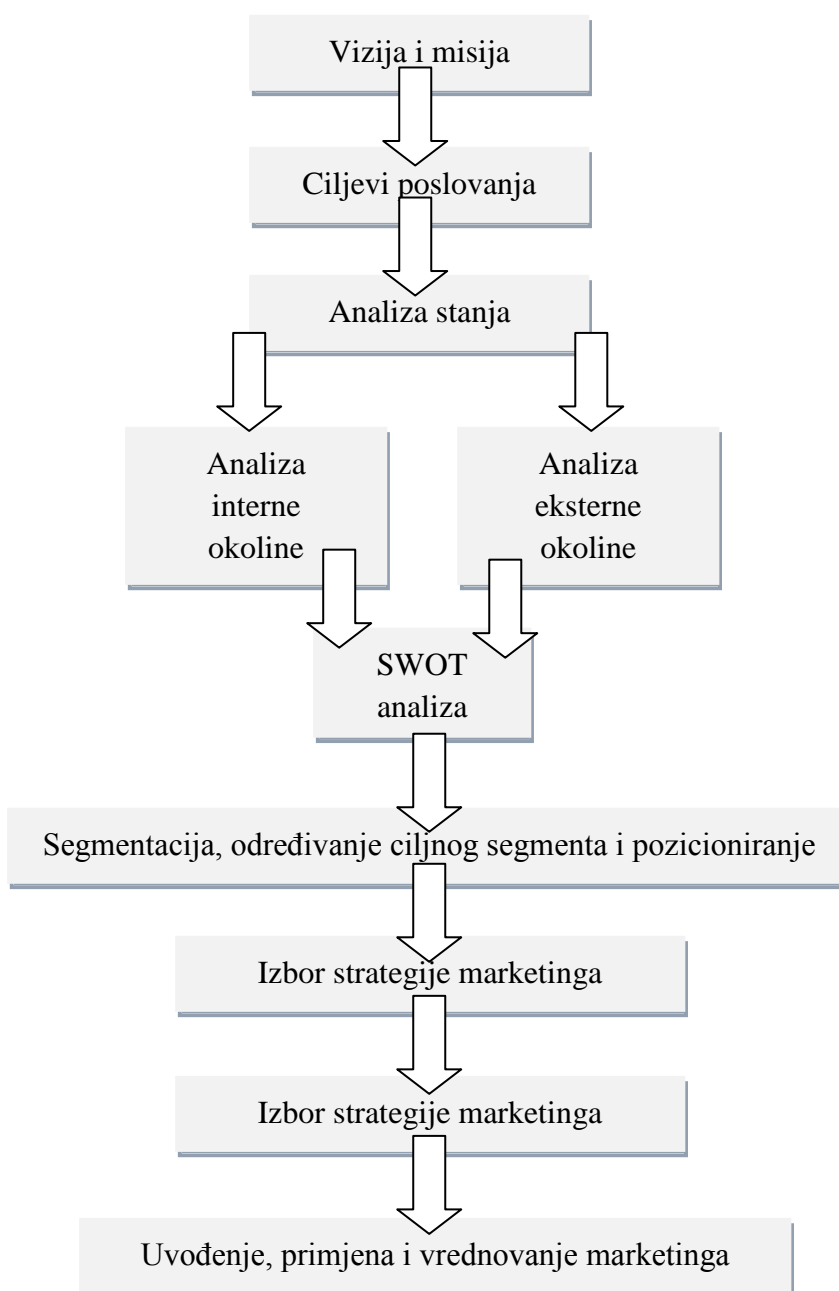 Vizija i misija
Ciljevi poslovanja
Analiza stanja
Analiza
interne
okoline
Analiza
eksterne
okoline
SWOT
analiza
Segmentacija, određivanje ciljnog segmenta i pozicioniranje
Izbor strategije marketinga
Izbor strategije marketinga
Uvođenje, primjena i vrednovanje marketinga